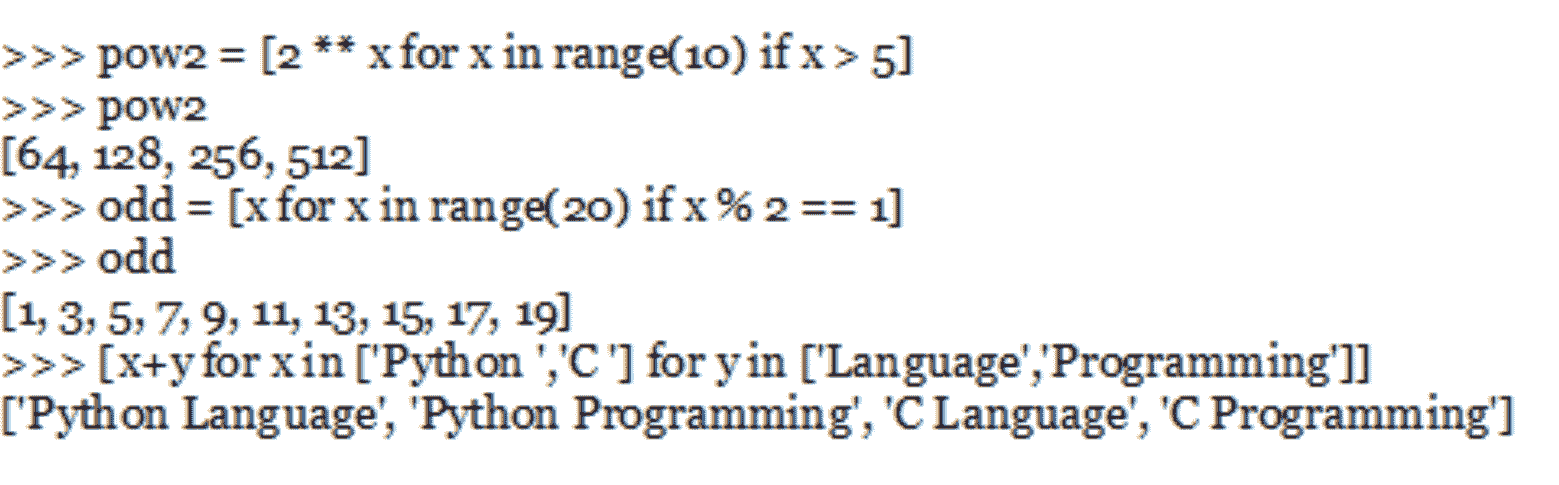 >>> pow2 = [2 ** x for x in range(10) if x > 5]
>>> pow2
[64, 128, 256, 512]
>>> odd = [x for x in range(20) if x % 2 == 1]
>>> odd
[1, 3, 5, 7, 9, 11, 13, 15, 17, 19]
>>> [x+y for x in ['Python ','C '] for y in ['Language','Programming']]
['Python Language', 'Python Programming', 'C Language', 'C Programming']